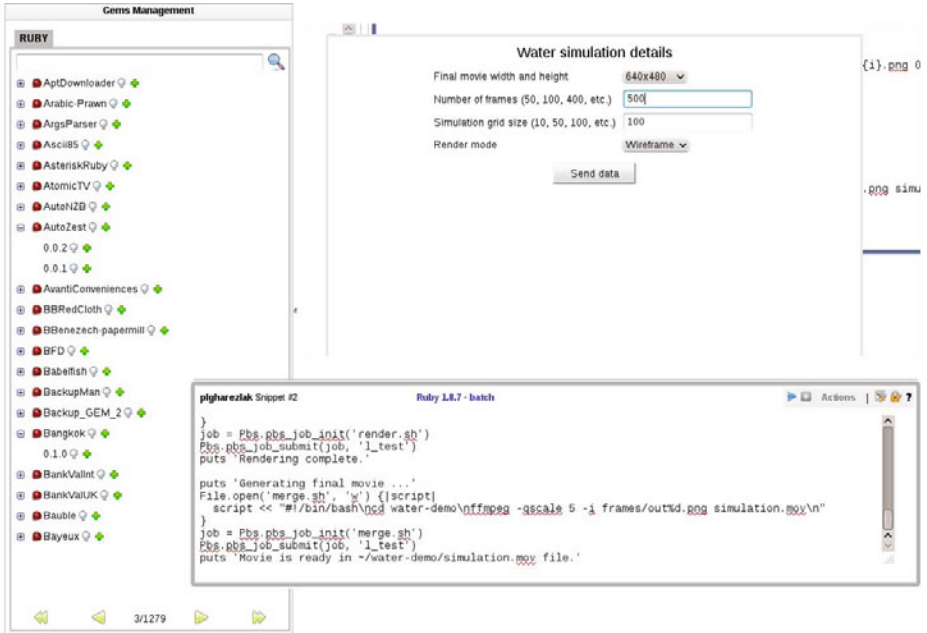 Gems Management
RUBY
AptDownloader
Arabic-Prawn
ArgsParser
Ascii85
AsteriskRuby
AtomicTV
AutoNZB
AutoZest
0.0.2
0.0.1
AvantiConveniences
BBRedCloth
BBenezech-papermill
BFD
Babelfish
BackupMan
Backup_GEM_2
Bangkok
0.1.0
BankValInt
BankValUK
Bauble
Bayeux
3/1279
Water simulation details
Final movie width and height 640x480
Number of frames (50, 100, 400, etc.) 500
Simulation grid size (10, 50, 100, etc.) 100
Render mode Wireframe
Send data
{i}.png 0
.png simu
plgharezlak Snippet #2 Ruby 1.8.7 - batch Actions | ?
}
job = Pbs.pbs_job_init('render.sh')
Pbs.pbs_job_submit(job, 'l_test')
puts 'Rendering complete.'
puts 'Generating final movie ...'
File.open('merge.sh', 'w') {|script|
script << "#!/bin/bash\ncd water-demo\nffmpeg -qscale 5 -i frames/out%d.png simulation.mov\n"
}
job = Pbs.pbs_job_init('merge.sh')
Pbs.pbs_job_submit(job, 'l_test')
puts 'Movie is ready in ~/water-demo/simulation.mov file.'